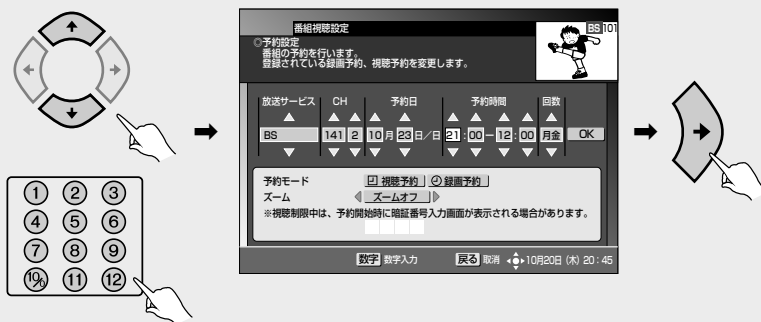 番組視聴設定
BS101
◎予約設定
番組の予約を行います。
登録されている録画予約、視聴予約を変更します。
放送サービス CH 予約日 予約時間 回数
BS 141 2 10月23日/日 21:00－12:00 月金 OK
予約モード 視聴予約 録画予約
ズーム ズームオフ
※視聴制限中は、予約開始時に暗証番号入力画面が表示される場合があります。
数字 数字入力 戻る 取消 10月20日(木) 20:45
1 2 3
4 5 6
7 8 9
10/0 11 12